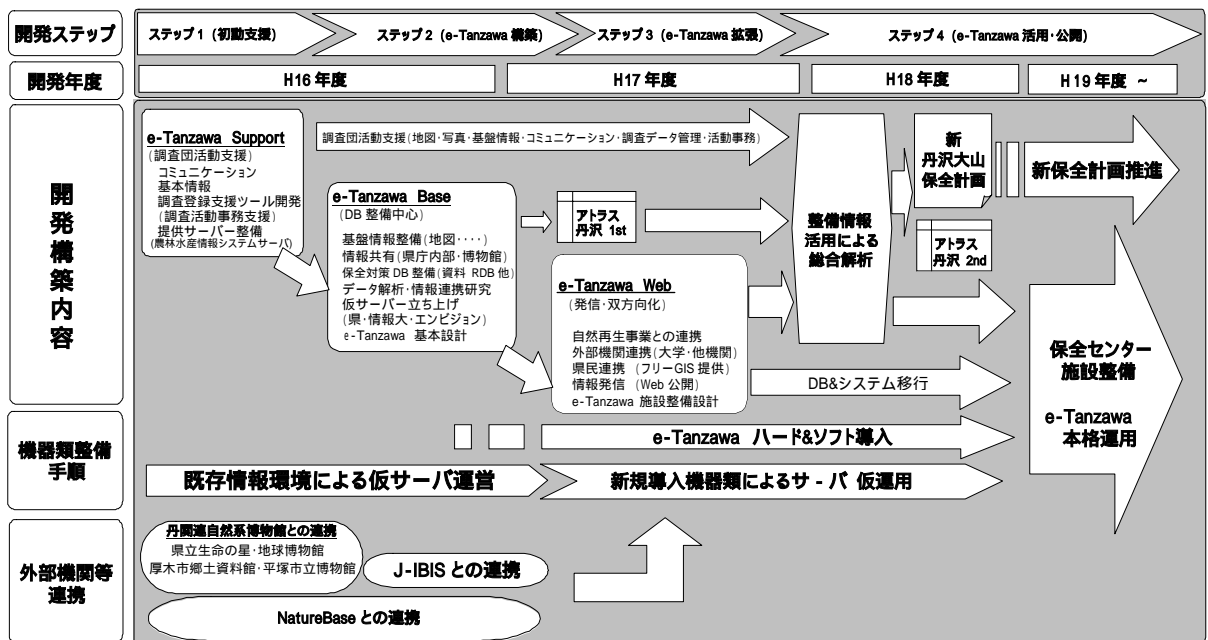 開発ステップ
ステップ1（初動支援）
ステップ2（e-Tanzawa 構築）
ステップ3（e-Tanzawa 拡張）
ステップ4（e-Tanzawa 活用・公開）
開発年度
H16 年度
H17 年度
H18 年度
H19 年度 ~
開発構築内容
e-Tanzawa Support
(調査団活動支援)
コミュニケーション
基本情報
調査登録支援ツール開発
(調査活動事務支援)
提供サーバー整備
(農林水産情報システムサーバ)
調査団活動支援(地図・写真・基盤情報・コミュニケーション・調査データ管理・活動事務)
e-Tanzawa Base
(DB 整備中心)
基盤情報整備(地図・・・・)
情報共有(県庁内部・博物館)
保全対策 DB 整備(資料 RDB 他)
データ解析・情報連携研究
仮サーバー立ち上げ
(県・情報大・エンビジョン)
e-Tanzawa 基本設計
アトラス
丹沢 1st
e-Tanzawa Web
(発信・双方向化)
自然再生事業との連携
外部機関連携(大学・他機関)
県民連携 (フリーGIS 提供)
情報発信 (Web 公開)
e-Tanzawa 施設整備設計
整備情報
活用による
総合解析
新
丹沢大山
保全計画
アトラス
丹沢 2nd
新保全計画推進
DB&システム移行
保全センター
施設整備
e-Tanzawa
本格運用
機器類整備
手順
e-Tanzawa ハード&ソフト導入
既存情報環境による仮サーバ運営
新規導入機器類によるサ-バ 仮運用
外部機関等
連携
丹関連自然系博物館との連携
県立生命の星・地球博物館
厚木市郷土資料館・平塚市立博物館
J-IBIS との連携
NatureBase との連携